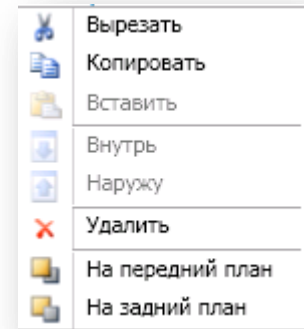 Вырезать
Копировать
Вставить
Внутрь
Наружу
Удалить
На передний план
На задний план